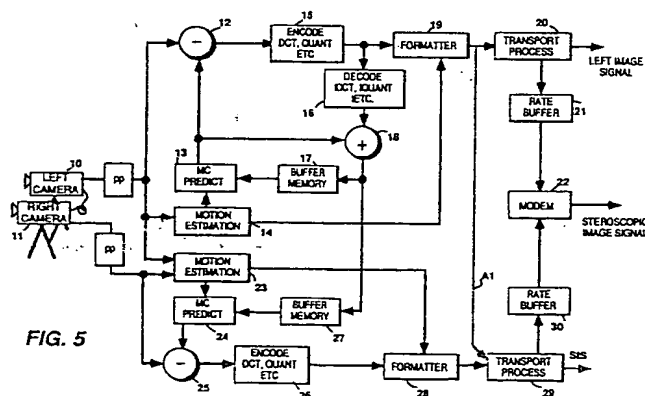 12
15
ENCODE
DCT, QUANT
ETC
19
FORMATTER
20
TRANSPORT
PROCESS
LEFT IMAGE
SIGNAL
DECODE
IDCT, IQUANT
ETC.
16
RATE
BUFFER
21
18
13
MC
PREDICT
17
BUFFER
MEMORY
10
LEFT
CAMERA
PP
RIGHT
CAMERA
11
PP
MOTION
ESTIMATION
14
22
MODEM
STEROSCOPIC
IMAGE SIGNAL
MOTION
ESTIMATION
23
A1
MC
PREDICT
24
BUFFER
MEMORY
27
RATE
BUFFER
30
FIG. 5
25
ENCODE
DCT, QUANT
ETC
26
FORMATTER
28
TRANSPORT
PROCESS
29
SIS